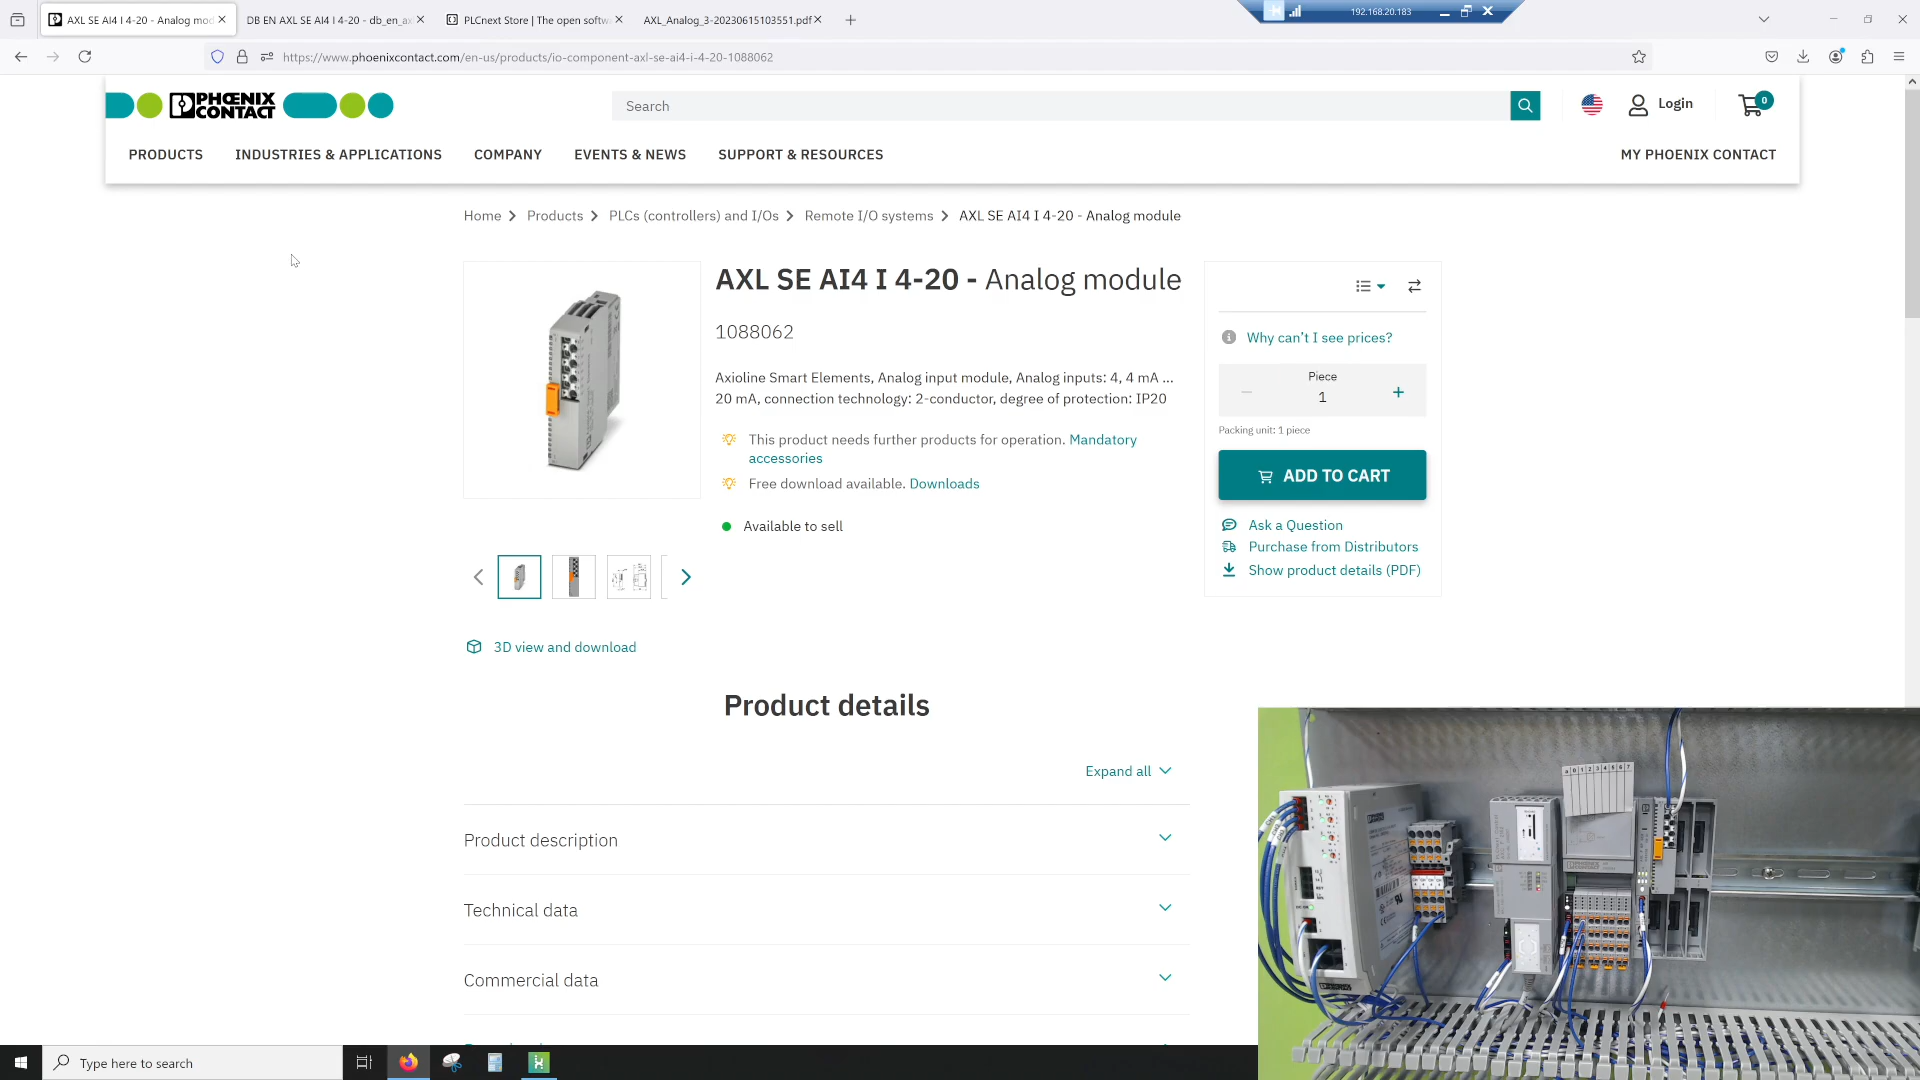 AXL SE AI4 I 4-20 - Analog mod
DB EN AXL SE AI4 I 4-20 - db_en_ax
PLCnext Store | The open softw
AXL_Analog_3-20230615103551.pdf
192.168.20.183
https://www.phoenixcontact.com/en-us/products/io-component-axl-se-ai4-i-4-20-1088062
PHŒNIX
CONTACT
Search
Login
0
PRODUCTS
INDUSTRIES & APPLICATIONS
COMPANY
EVENTS & NEWS
SUPPORT & RESOURCES
MY PHOENIX CONTACT
Home
Products
PLCs (controllers) and I/Os
Remote I/O systems
AXL SE AI4 I 4-20 - Analog module
AXL SE AI4 I 4-20 - Analog module
1088062
Axioline Smart Elements, Analog input module, Analog inputs: 4, 4 mA ...
20 mA, connection technology: 2-conductor, degree of protection: IP20
This product needs further products for operation. Mandatory
accessories
Free download available. Downloads
Available to sell
Why can't I see prices?
Piece
1
Packing unit: 1 piece
ADD TO CART
Ask a Question
Purchase from Distributors
Show product details (PDF)
3D view and download
Product details
Expand all
Product description
Technical data
Commercial data
Type here to search